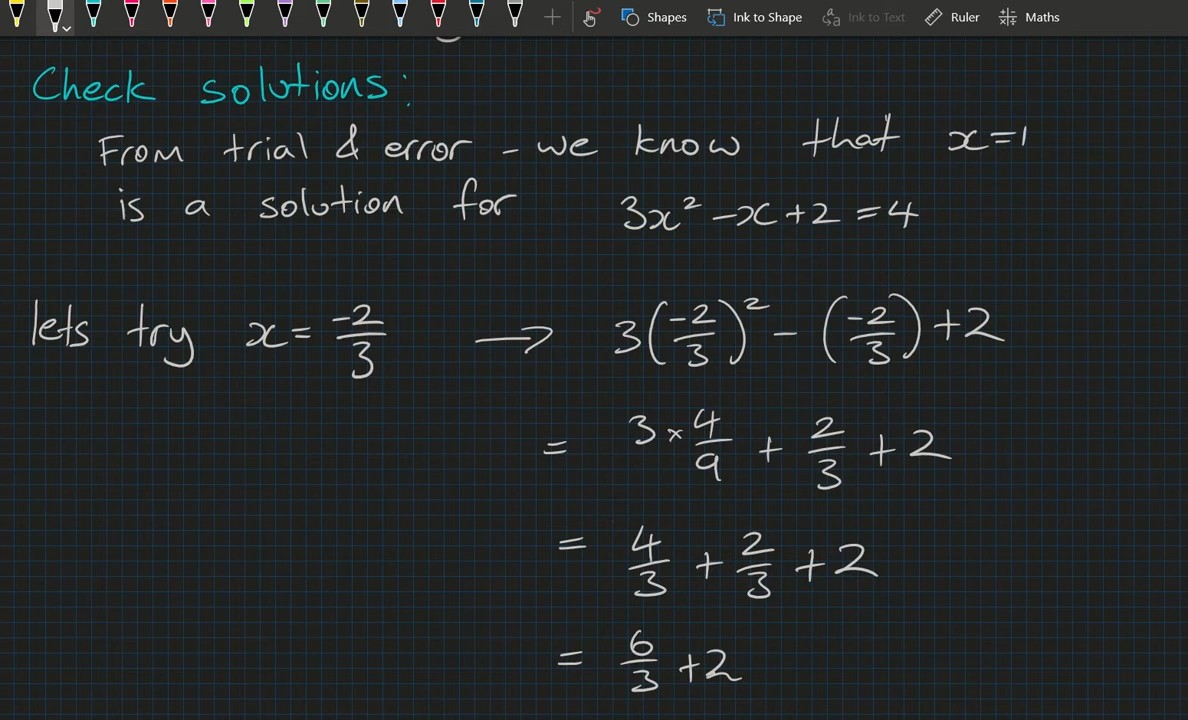 Shapes Ink to Shape Ink to Text Ruler Maths
Check solutions:
From trial & error - we know that x=1
is a solution for 3x² -x+2 =4
lets try x= -2/3 → 3(-2/3)² - (-2/3) +2
= 3×4/9 + 2/3 +2
= 4/3 + 2/3 +2
= 6/3 +2